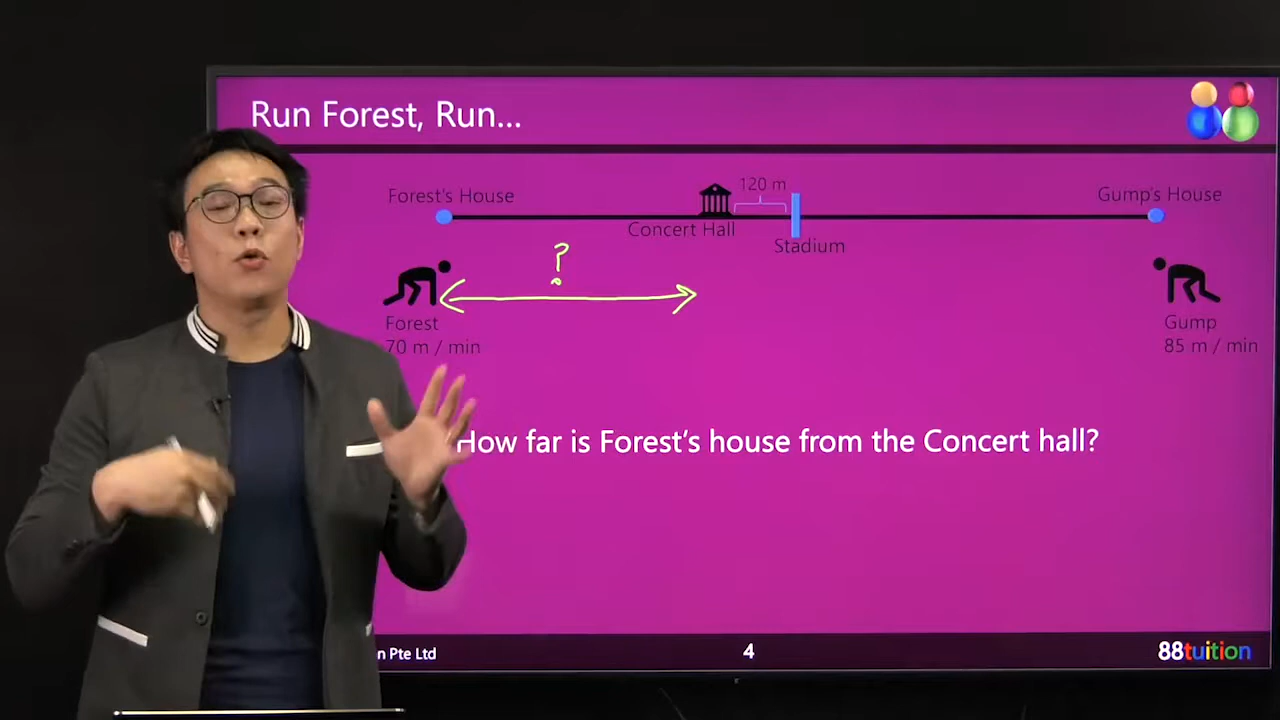 Run Forest, Run...
120 m
Forest's House
Gump's House
Concert Hall
Stadium
?
Forest
70 m / min
Gump
85 m / min
How far is Forest's house from the Concert hall?
n Pte Ltd
4
88tuition